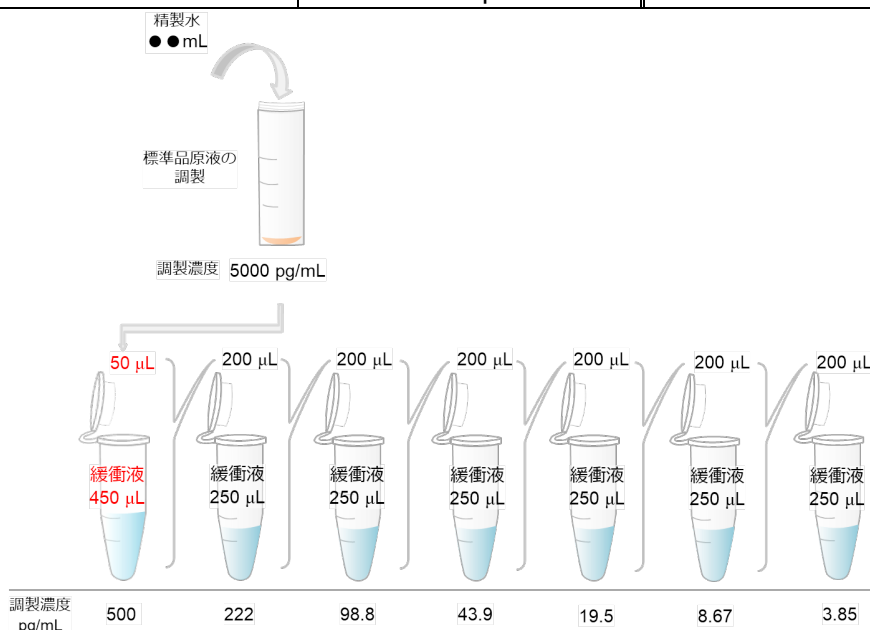 精製水
●●mL
標準品原液の
調製
調製濃度 5000 pg/mL
50 μL 200 μL 200 μL 200 μL 200 μL 200 μL 200 μL
緩衝液 緩衝液 緩衝液 緩衝液 緩衝液 緩衝液 緩衝液
450 μL 250 μL 250 μL 250 μL 250 μL 250 μL 250 μL
調製濃度
pg/mL
500 222 98.8 43.9 19.5 8.67 3.85